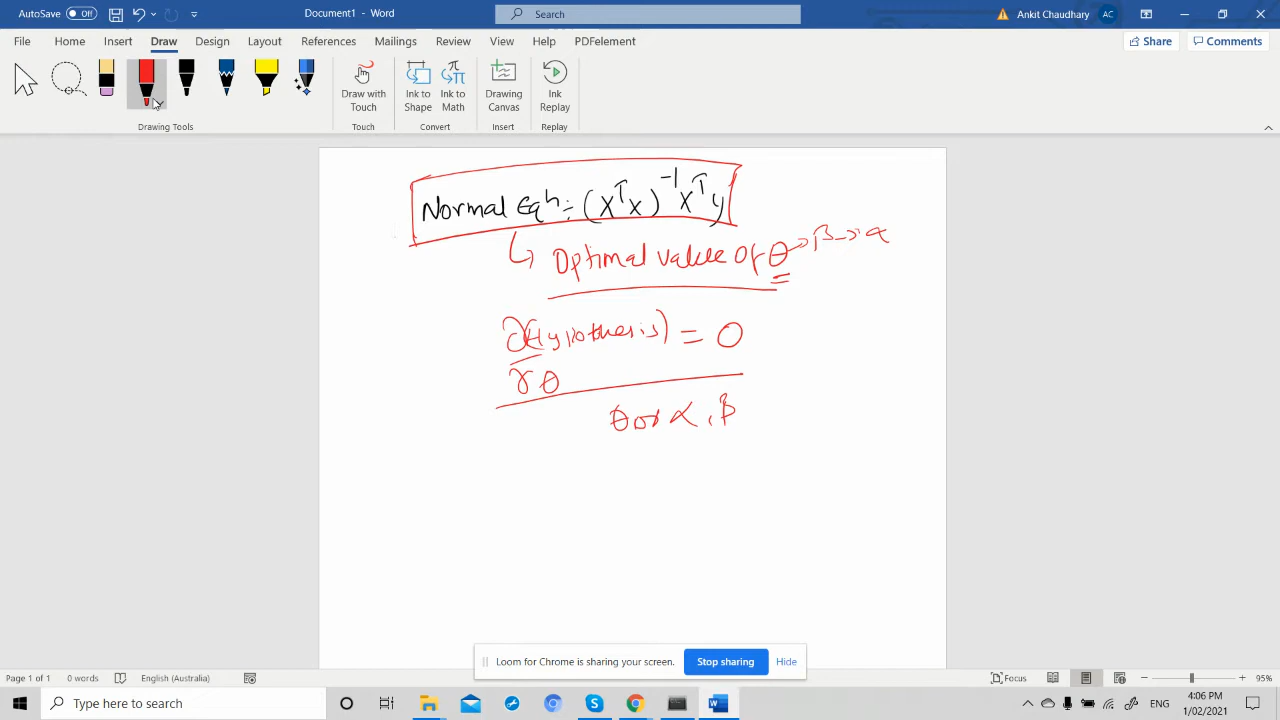 AutoSave Off
Document1 - Word
Search
Ankit Chaudhary AC
File Home Insert Draw Design Layout References Mailings Review View Help PDFelement
Share Comments
Draw with Touch
Ink to Shape
Ink to Math
Drawing Canvas
Ink Replay
Drawing Tools Touch Convert Insert Replay
Normal Eqn:- (XᵀX)⁻¹Xᵀy
↳ Optimal value of θ→β→α
∂(Hypothesis) = 0
∂θ
θ or α, β
Loom for Chrome is sharing your screen. Stop sharing Hide
Page 1 of 1 0 words English (Australia) Focus 95%
Type here to search
4:06 PM
1/02/2021